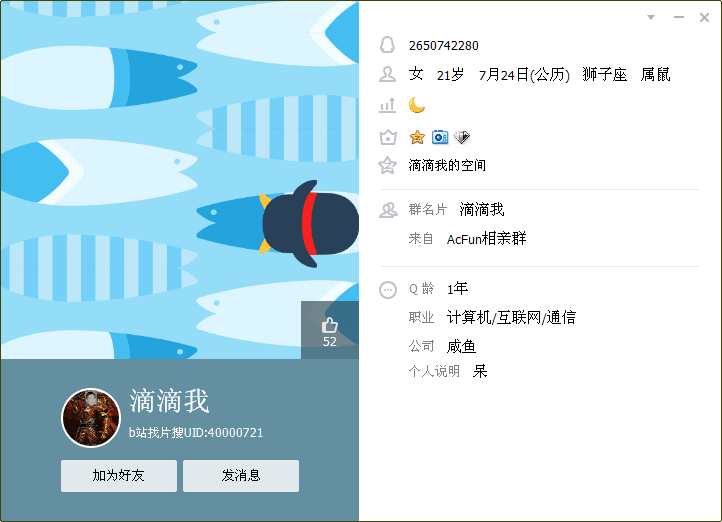 52
滴滴我
b站找片搜UID:40000721
加为好友
发消息
2650742280
女 21岁 7月24日(公历) 狮子座 属鼠
滴滴我的空间
群名片 滴滴我
来自 AcFun相亲群
Q 龄 1年
职业 计算机/互联网/通信
公司 咸鱼
个人说明 呆